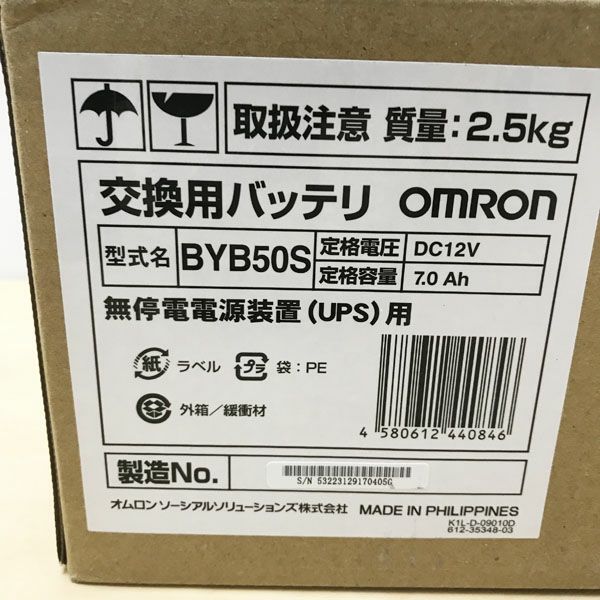 取扱注意 質量：2.5kg
交換用バッテリ OMRON
型式名 BYB50S 定格電圧 DC12V
定格容量 7.0 Ah
無停電電源装置（UPS）用
紙 ラベル プラ 袋：PE
外箱／緩衝材
4 580612 440846
製造No. S/N 53223129170405G
オムロン ソーシアルソリューションズ株式会社 MADE IN PHILIPPINES
K1L-D-09010D
612-35348-03